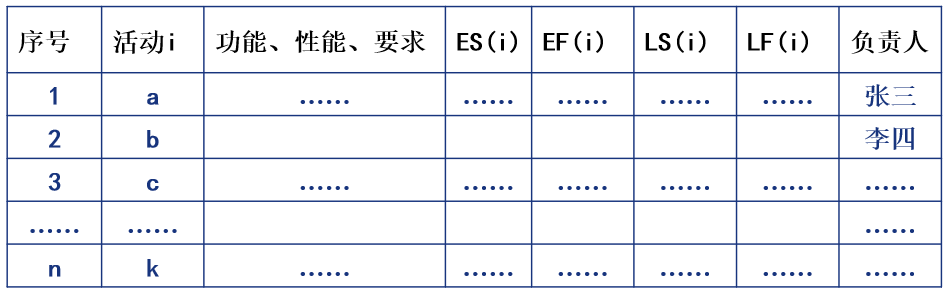 序号 活动i 功能、性能、要求 ES(i) EF(i) LS(i) LF(i) 负责人
1 a …… …… …… …… …… 张三
2 b 李四
3 c …… …… …… …… …… ……
…… …… ……
n k …… …… …… …… …… ……